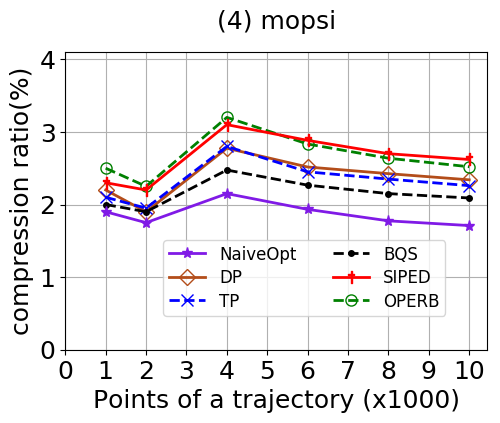 (4) mopsi
compression ratio(%)
4
3
2
1
0
NaiveOpt
DP
TP
BQS
SIPED
OPERB
0 1 2 3 4 5 6 7 8 9 10
Points of a trajectory (x1000)